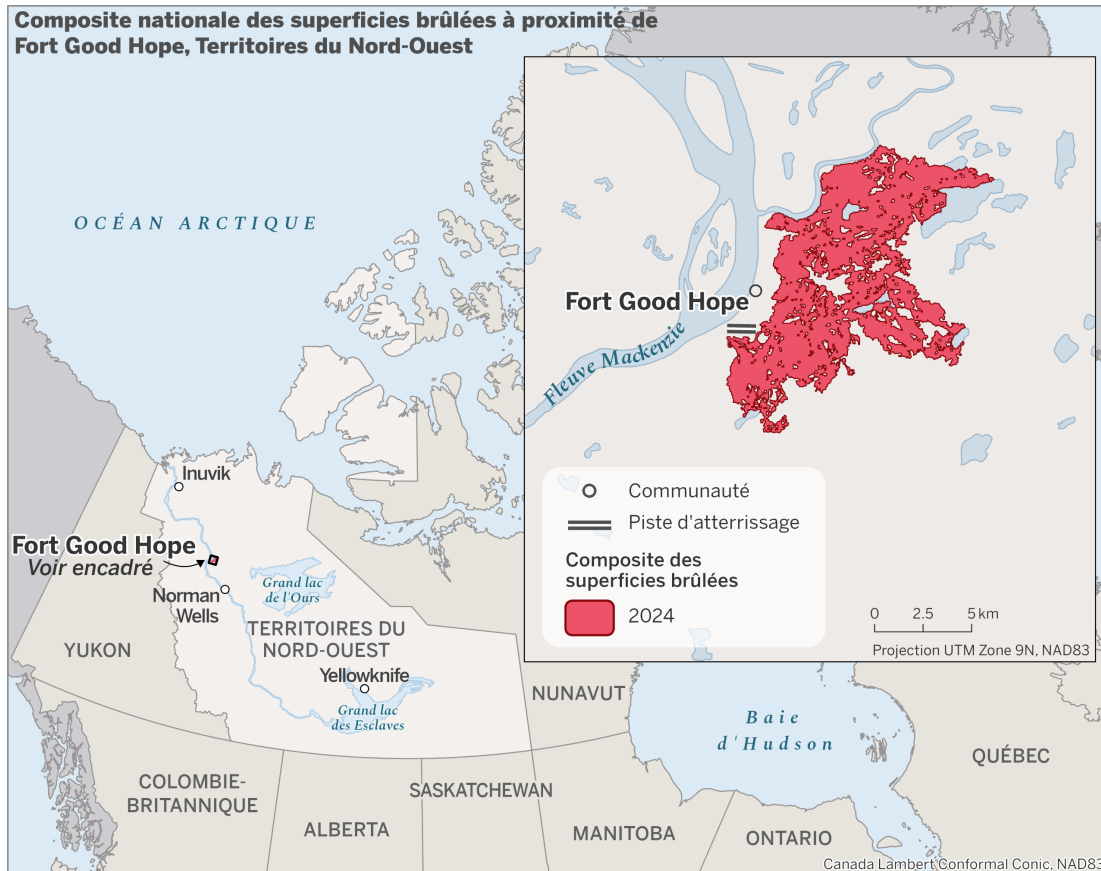 Composite nationale des superficies brûlées à proximité de
Fort Good Hope, Territoires du Nord-Ouest
OCÉAN ARCTIQUE
Fort Good Hope
Fleuve Mackenzie
Communauté
Piste d'atterrissage
Composite des
superficies brûlées
2024
0 2.5 5 km
Projection UTM Zone 9N, NAD83
Inuvik
Fort Good Hope
Voir encadré
Norman
Wells
Grand lac
de l'Ours
TERRITOIRES DU
NORD-OUEST
YUKON
Yellowknife
Grand lac
des Esclaves
NUNAVUT
Baie
d'Hudson
QUÉBEC
COLOMBIE-
BRITANNIQUE
ALBERTA
SASKATCHEWAN
MANITOBA
ONTARIO
Canada Lambert Conformal Conic, NAD83